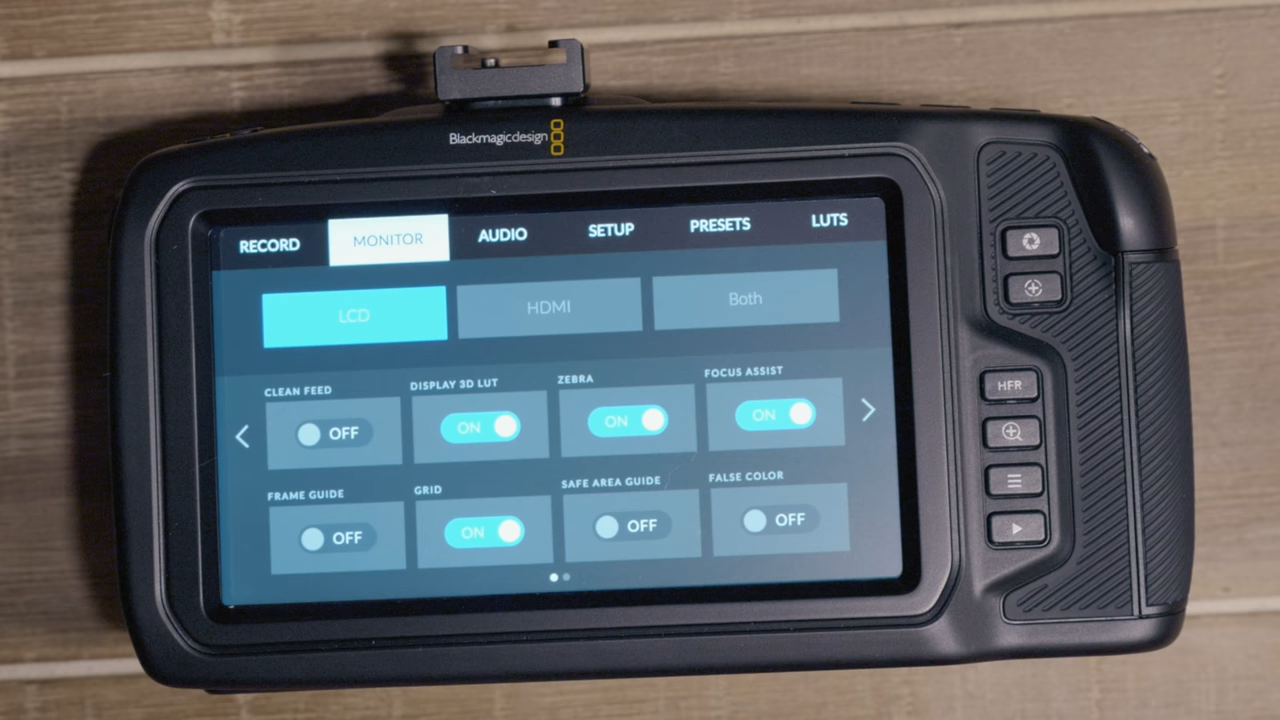 Blackmagicdesign
RECORD MONITOR AUDIO SETUP PRESETS LUTS
LCD HDMI Both
CLEAN FEED DISPLAY 3D LUT ZEBRA FOCUS ASSIST
OFF ON ON ON
FRAME GUIDE GRID SAFE AREA GUIDE FALSE COLOR
OFF ON OFF OFF
HFR